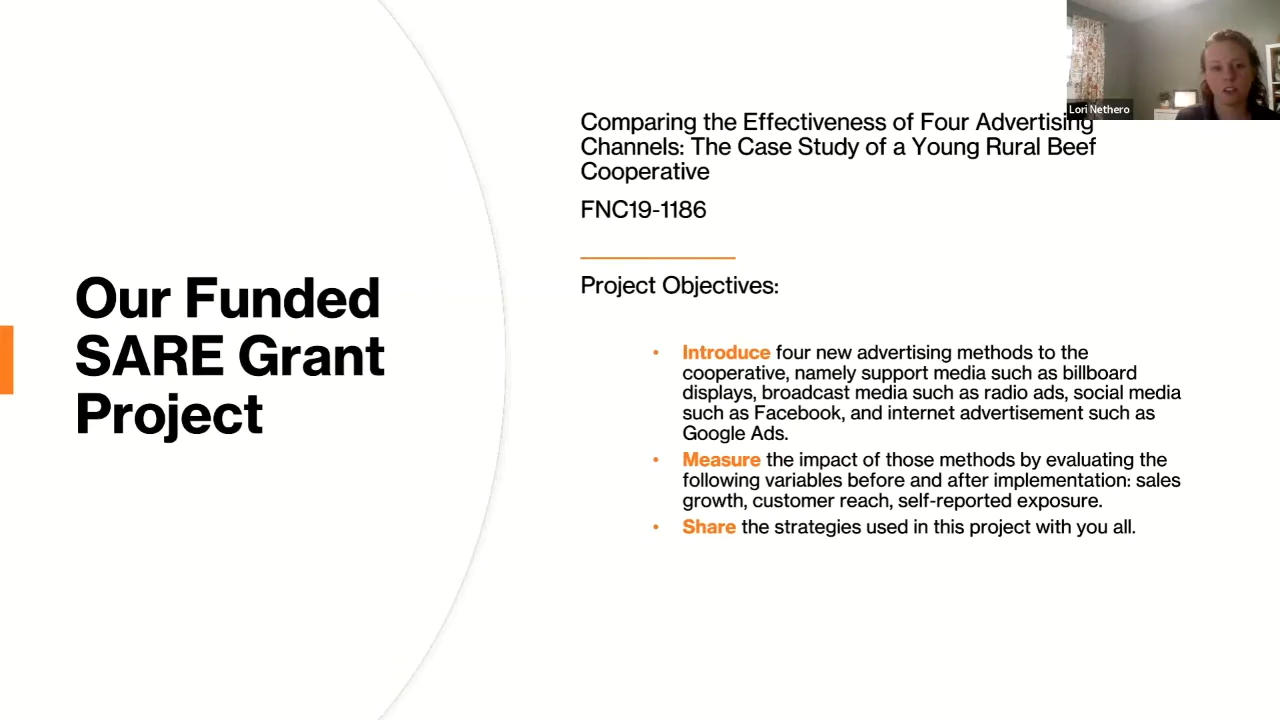 Our Funded
SARE Grant
Project
Comparing the Effectiveness of Four Advertising
Channels: The Case Study of a Young Rural Beef
Cooperative
FNC19-1186
Project Objectives:
• Introduce four new advertising methods to the
cooperative, namely support media such as billboard
displays, broadcast media such as radio ads, social media
such as Facebook, and internet advertisement such as
Google Ads.
• Measure the impact of those methods by evaluating the
following variables before and after implementation: sales
growth, customer reach, self-reported exposure.
• Share the strategies used in this project with you all.
Lori Nethero